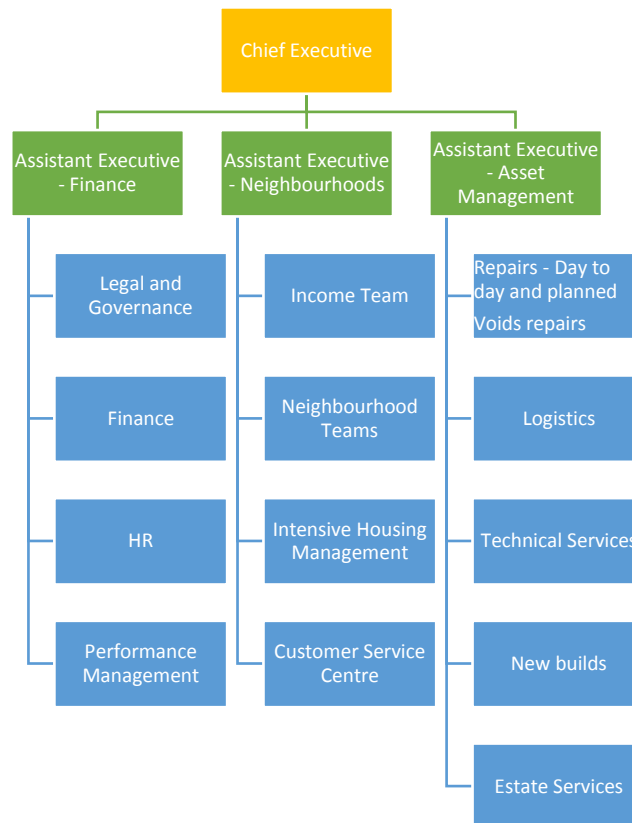 Chief Executive
Assistant Executive
- Finance
Assistant Executive
- Neighbourhoods
Assistant Executive
- Asset
Management
Legal and
Governance
Finance
HR
Performance
Management
Income Team
Neighbourhood
Teams
Intensive Housing
Management
Customer Service
Centre
Repairs - Day to
day and planned
Voids repairs
Logistics
Technical Services
New builds
Estate Services